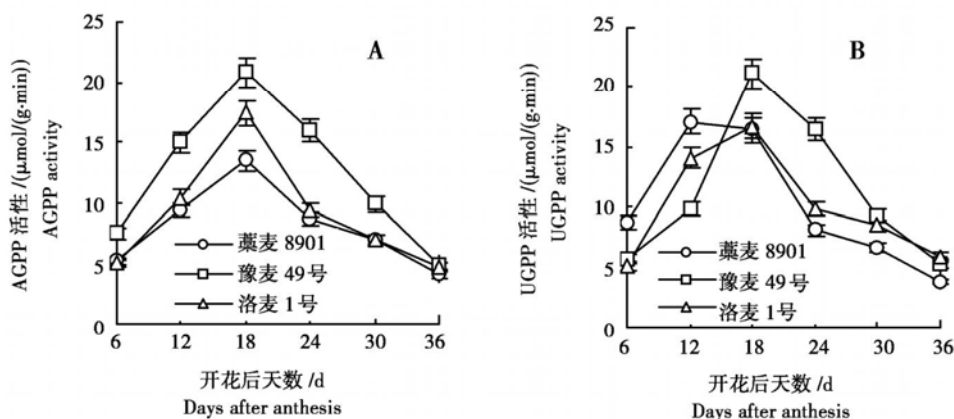 25
20
15
10
5
0
AGPP 活性 /(μmol/(g·min))
AGPP activity
A
藁麦 8901
豫麦 49号
洛麦 1号
6 12 18 24 30 36
开花后天数 /d
Days after anthesis
25
20
15
10
5
0
UGPP 活性 /(μmol/(g·min))
UGPP activity
B
藁麦 8901
豫麦 49号
洛麦 1号
6 12 18 24 30 36
开花后天数 /d
Days after anthesis